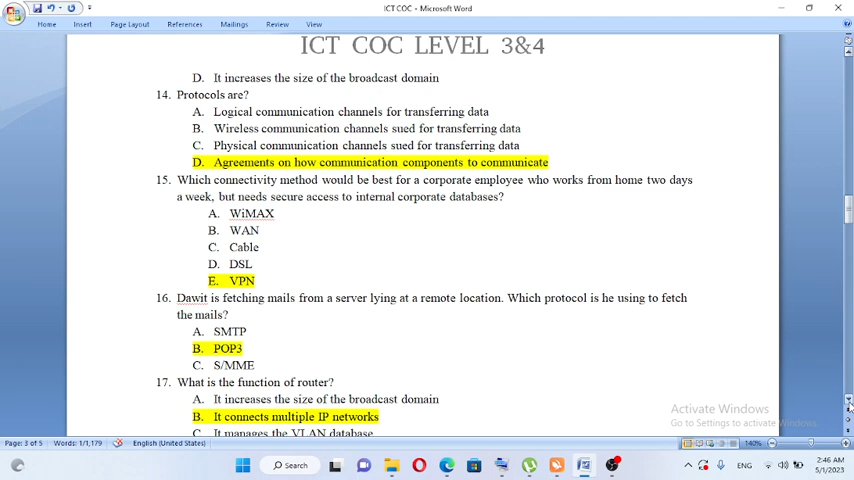 ICT COC - Microsoft Word
Home Insert Page Layout References Mailings Review View
ICT COC LEVEL 3&4
D. It increases the size of the broadcast domain
14. Protocols are?
A. Logical communication channels for transferring data
B. Wireless communication channels sued for transferring data
C. Physical communication channels sued for transferring data
D. Agreements on how communication components to communicate
15. Which connectivity method would be best for a corporate employee who works from home two days
a week, but needs secure access to internal corporate databases?
A. WiMAX
B. WAN
C. Cable
D. DSL
E. VPN
16. Dawit is fetching mails from a server lying at a remote location. Which protocol is he using to fetch
the mails?
A. SMTP
B. POP3
C. S/MME
17. What is the function of router?
A. It increases the size of the broadcast domain
B. It connects multiple IP networks
C. It manages the VLAN database
Activate Windows
Go to Settings to activate Windows.
Page: 3 of 5 Words: 1/1,179 English (United States) 140%
Search ENG 2:46 AM
5/1/2023